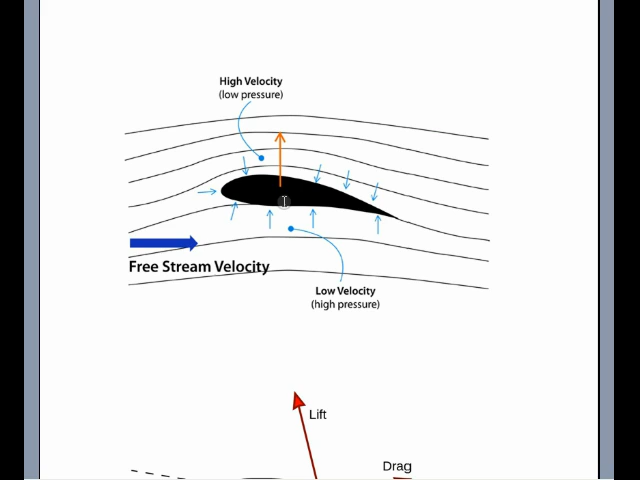 High Velocity
(low pressure)
Free Stream Velocity
Low Velocity
(high pressure)
Lift
Drag